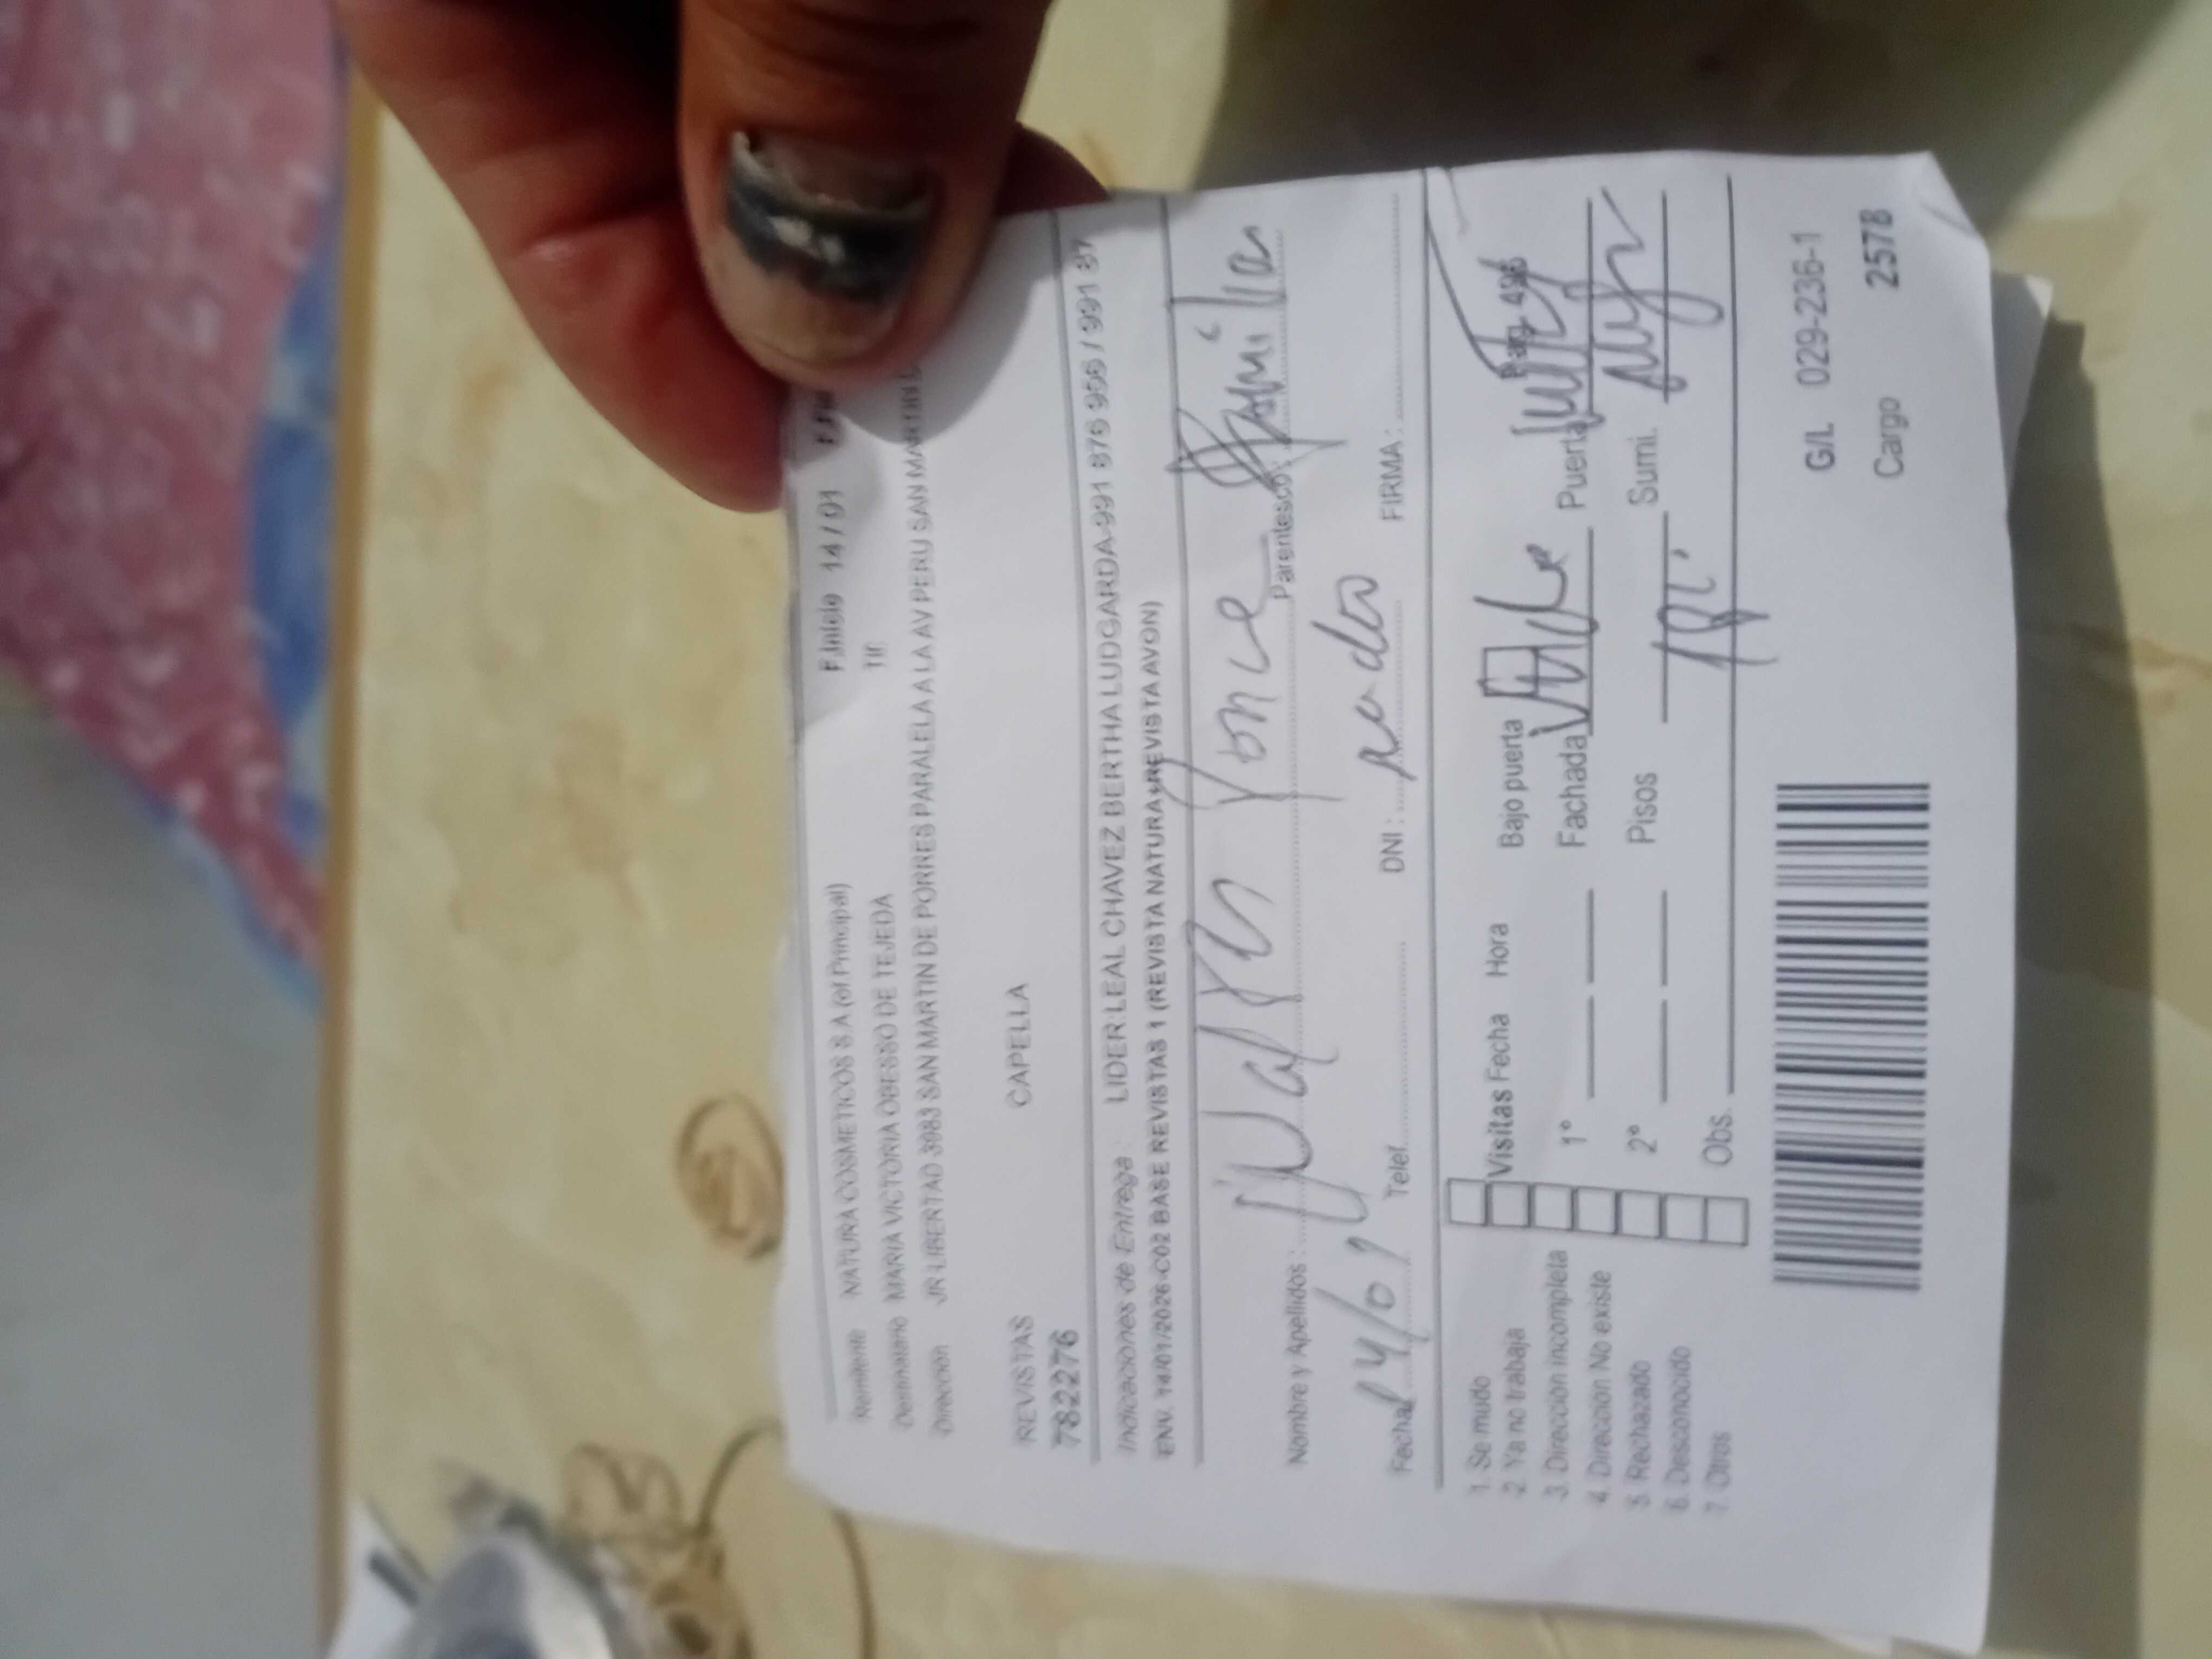 F.Inicio 14/01
Remitente NATURA COSMETICOS S A (of Principal) Tlf
Destinatario MARIA VICTORIA OBESSO DE TEJEDA
Dirección JR LIBERTAD 3983 SAN MARTIN DE PORRES PARALELA A LA AV PERU SAN MARTIN D
REVISTAS CAPELLA
782276
Indicaciones de Entrega LIDER:LEAL CHAVEZ BERTHA LUDGARDA-991 876 956 / 991 87
ENV. 14/01/2026-C02 BASE REVISTAS 1 (REVISTA NATURA+REVISTA AVON)
Nombre y Apellidos : Ponce Parentesco : Familia
Fecha 14/01 Telef. DNI : FIRMA :
1. Se mudo
2. Ya no trabaja Visitas Fecha Hora Bajo puerta
3. Dirección incompleta 1° Fachada Puerta
4. Direccion No existe
5. Rechazado 2° Pisos Sumi.
6. Desconocido
7. Otros Obs.
G/L 029-236-1
Cargo 2578